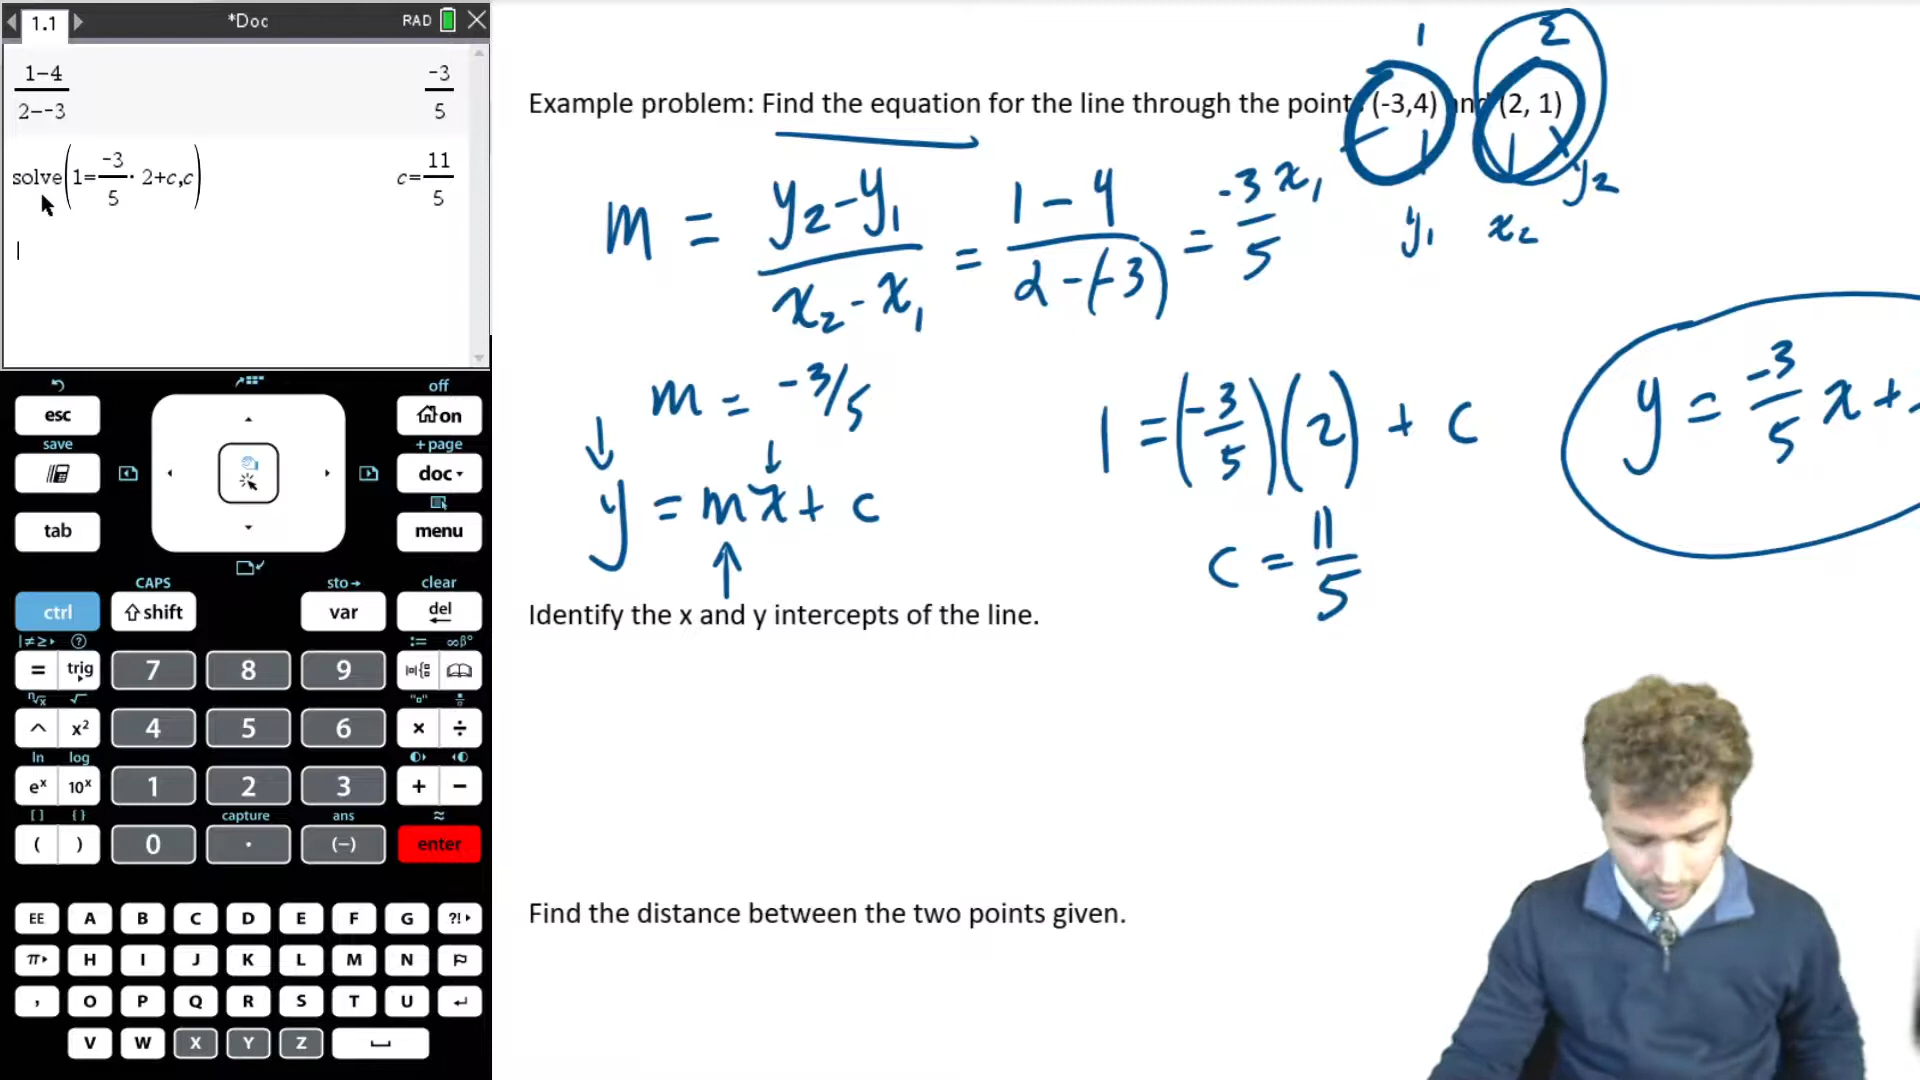 1.1 *Doc RAD
1-4
2--3
-3
5
solve(1=-3/5·2+c,c)
c=11/5
off
esc
on
save
+ page
doc
tab
menu
CAPS
sto→
clear
ctrl
shift
var
del
|≠≥▸ ? := ∞β°
= trig 7 8 9
ⁿ√x √ "▫"
^ x² 4 5 6 × ÷
ln log
eˣ 10ˣ 1 2 3 + −
[] {} capture ans ≈
( ) 0 . (−) enter
EE A B C D E F G ?!▸
π▸ H I J K L M N
, O P Q R S T U ↵
V W X Y Z
1 2
Example problem: Find the equation for the line through the point (-3,4) and (2, 1)
m = y₂-y₁/x₂-x₁ = 1-4/2-(-3) = -3/5
x₁ y₁ x₂ y₂
m = -3/5
y = mx + c
1 = (-3/5)(2) + c
c = 11/5
y = -3/5 x +
Identify the x and y intercepts of the line.
Find the distance between the two points given.